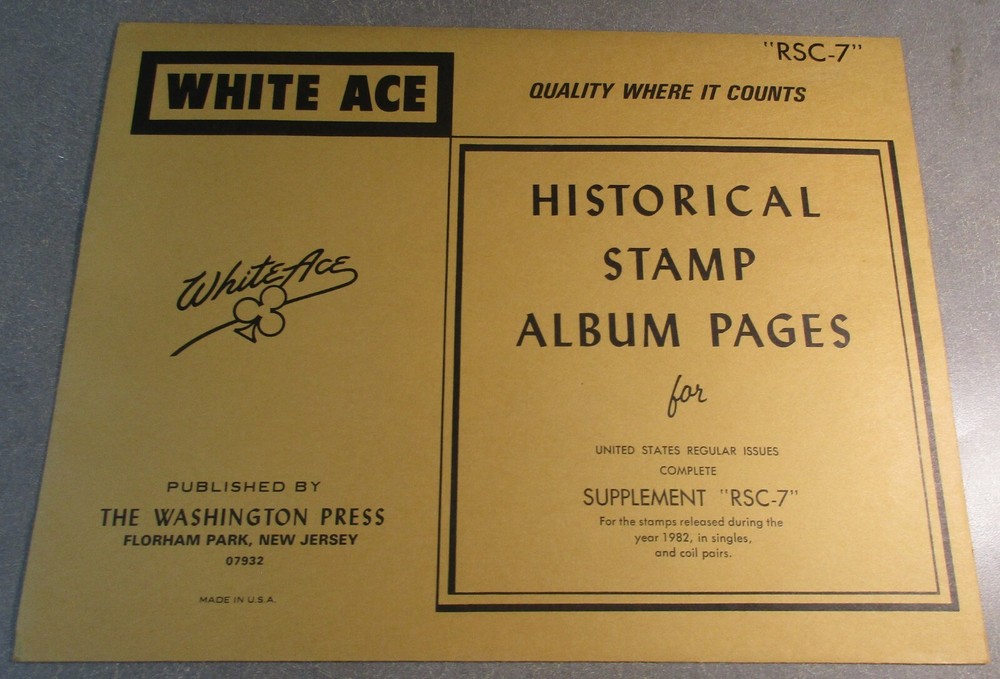 "RSC-7"
WHITE ACE
QUALITY WHERE IT COUNTS
HISTORICAL
STAMP
ALBUM PAGES
for
UNITED STATES REGULAR ISSUES
COMPLETE
SUPPLEMENT "RSC-7"
For the stamps released during the
year 1982, in singles,
and coil pairs.
White Ace
PUBLISHED BY
THE WASHINGTON PRESS
FLORHAM PARK, NEW JERSEY
07932
MADE IN U.S.A.